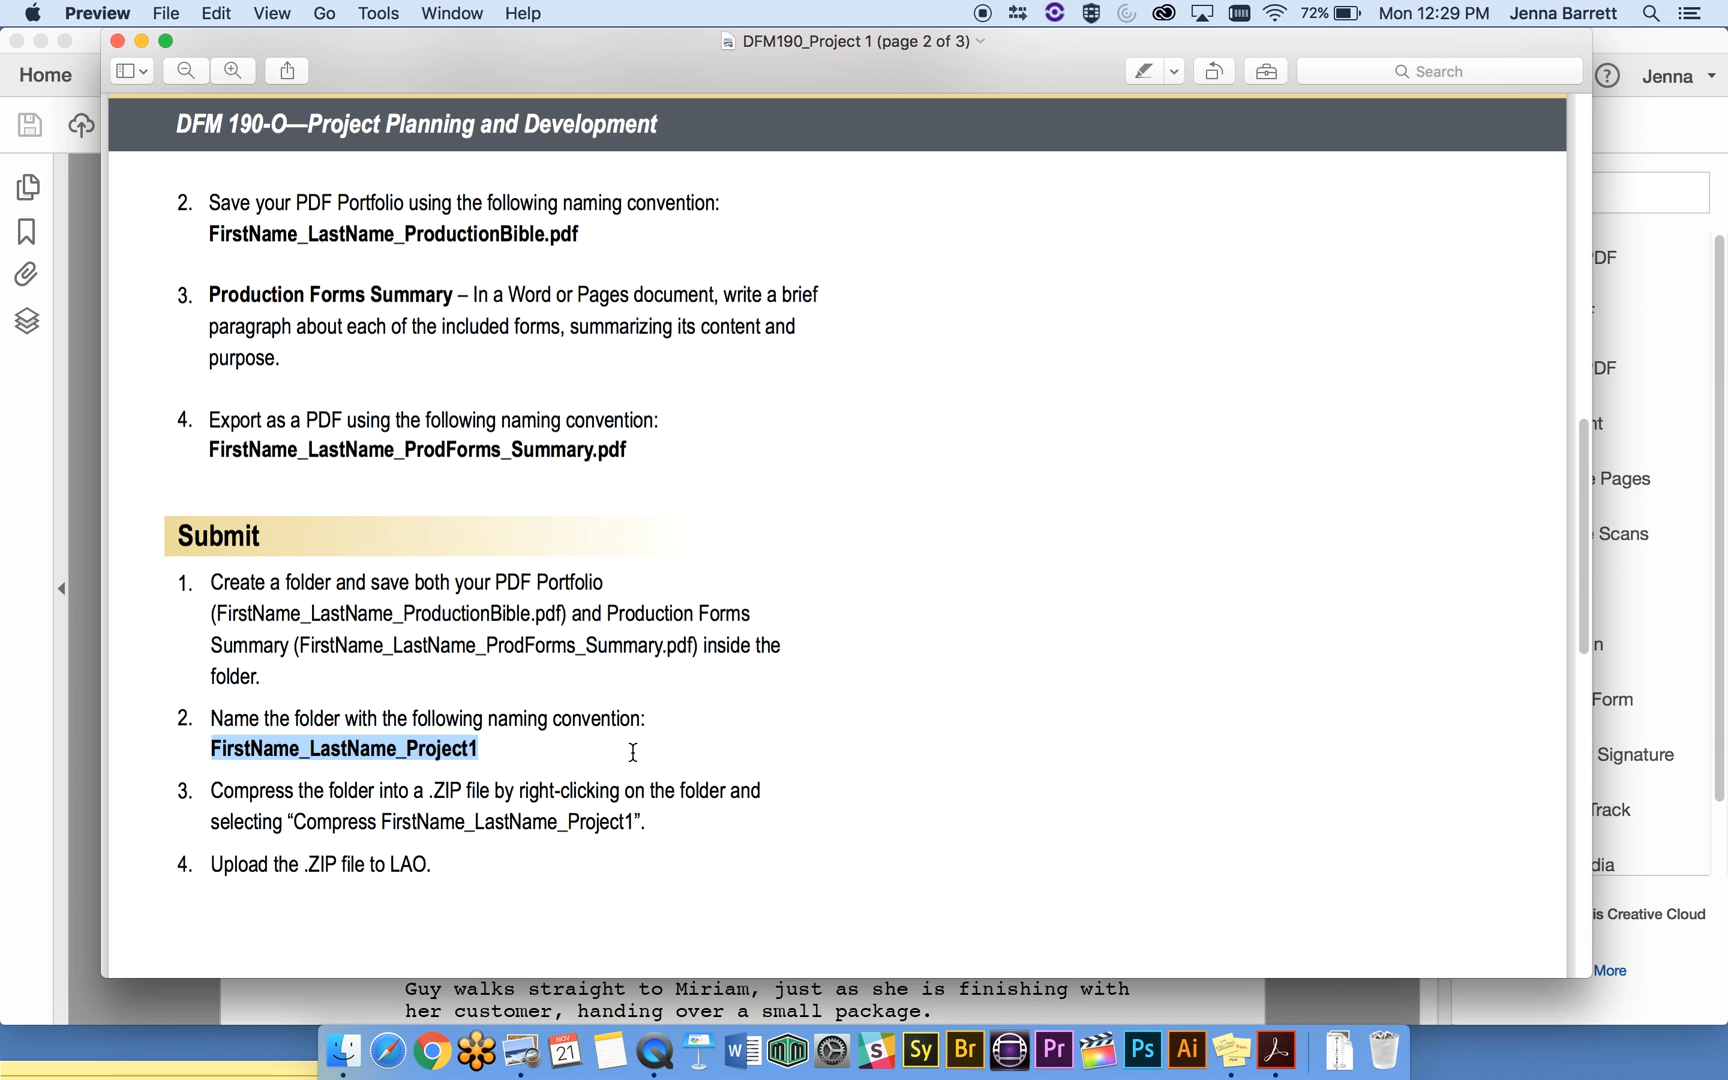 Preview File Edit View Go Tools Window Help 72% Mon 12:29 PM Jenna Barrett
DFM190_Project 1 (page 2 of 3)
Home
Search
Jenna
DFM 190-O—Project Planning and Development
2. Save your PDF Portfolio using the following naming convention:
FirstName_LastName_ProductionBible.pdf
3. Production Forms Summary – In a Word or Pages document, write a brief
paragraph about each of the included forms, summarizing its content and
purpose.
4. Export as a PDF using the following naming convention:
FirstName_LastName_ProdForms_Summary.pdf
Submit
1. Create a folder and save both your PDF Portfolio
(FirstName_LastName_ProductionBible.pdf) and Production Forms
Summary (FirstName_LastName_ProdForms_Summary.pdf) inside the
folder.
2. Name the folder with the following naming convention:
FirstName_LastName_Project1
3. Compress the folder into a .ZIP file by right-clicking on the folder and
selecting “Compress FirstName_LastName_Project1”.
4. Upload the .ZIP file to LAO.
DF
DF
nt
Pages
Scans
n
Form
Signature
Track
dia
is Creative Cloud
More
Guy walks straight to Miriam, just as she is finishing with
her customer, handing over a small package.
NOV
21
W
S
Sy
Br
Pr
Ps
Ai